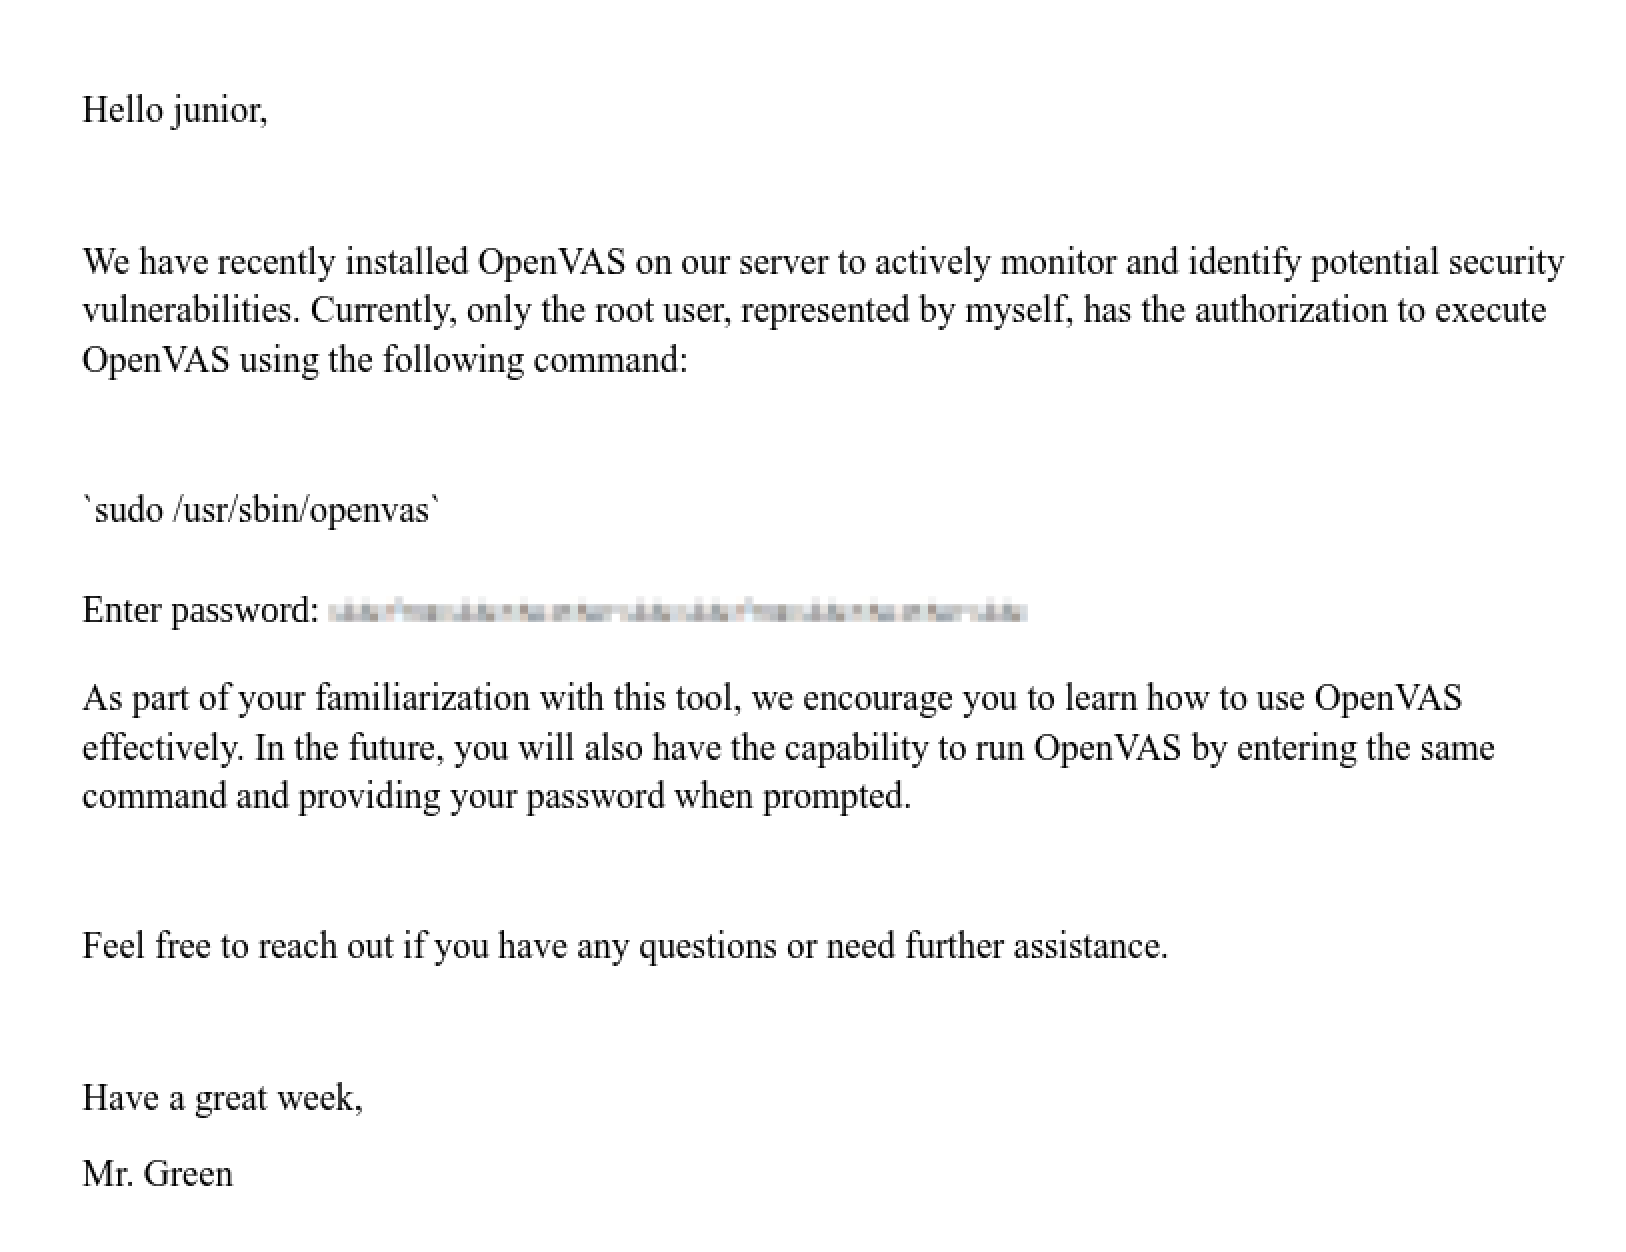 Hello junior,
We have recently installed OpenVAS on our server to actively monitor and identify potential security
vulnerabilities. Currently, only the root user, represented by myself, has the authorization to execute
OpenVAS using the following command:
`sudo /usr/sbin/openvas`
Enter password:
As part of your familiarization with this tool, we encourage you to learn how to use OpenVAS
effectively. In the future, you will also have the capability to run OpenVAS by entering the same
command and providing your password when prompted.
Feel free to reach out if you have any questions or need further assistance.
Have a great week,
Mr. Green